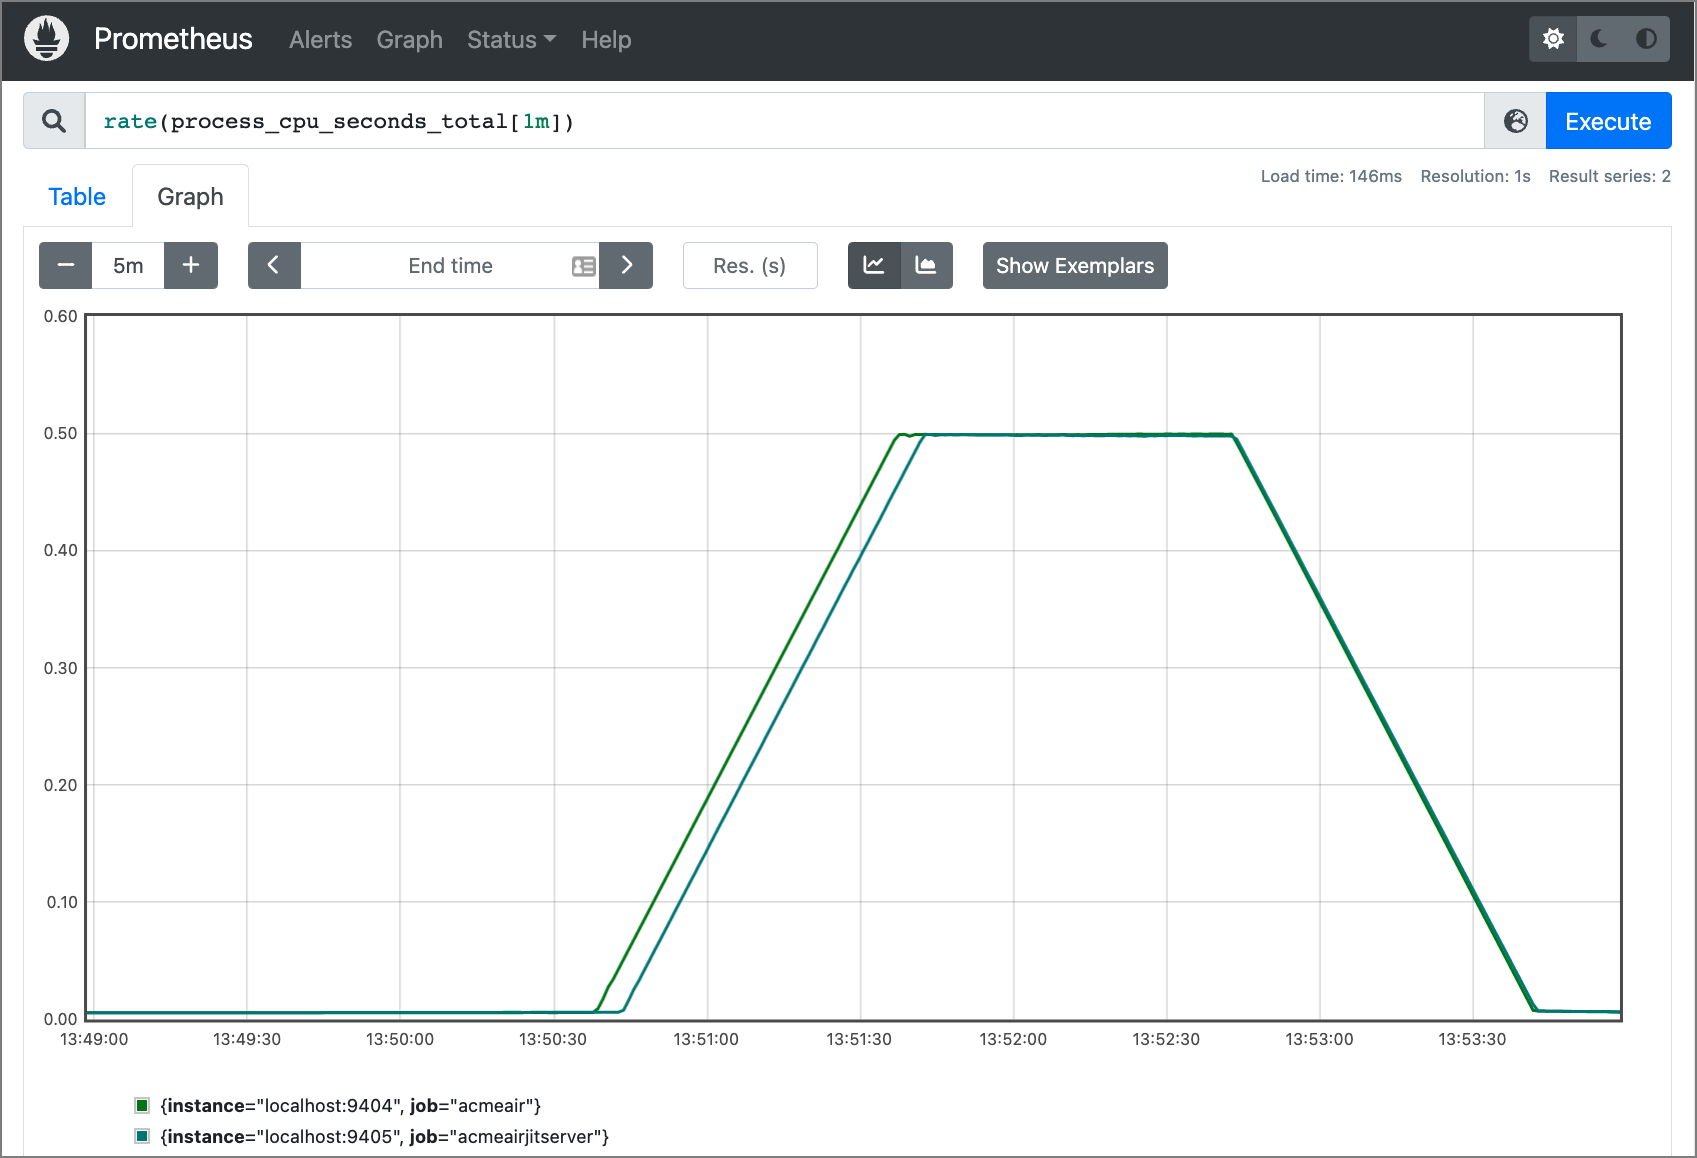 Prometheus Alerts Graph Status Help
rate(process_cpu_seconds_total[1m])
Execute
Load time: 146ms Resolution: 1s Result series: 2
Table Graph
5m End time Res. (s) Show Exemplars
0.60
0.50
0.40
0.30
0.20
0.10
0.00
13:49:00 13:49:30 13:50:00 13:50:30 13:51:00 13:51:30 13:52:00 13:52:30 13:53:00 13:53:30
{instance="localhost:9404", job="acmeair"}
{instance="localhost:9405", job="acmeairjitserver"}